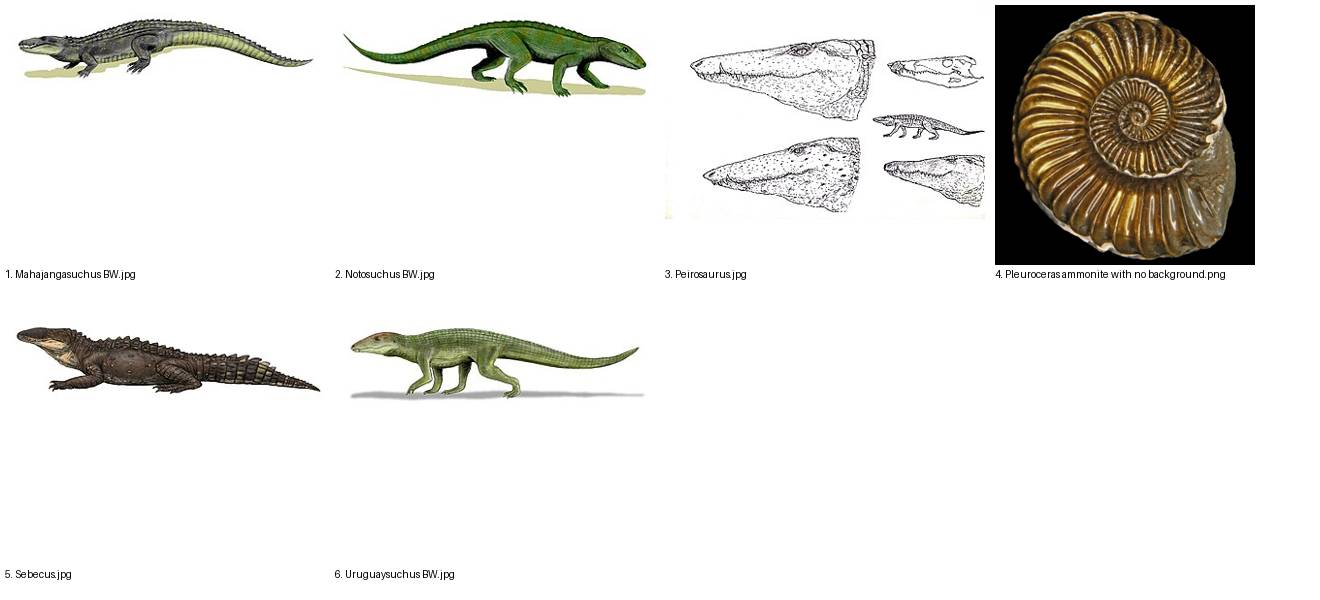 1. Mahajangasuchus BW.jpg
2. Notosuchus BW.jpg
3. Peirosaurus.jpg
4. Pleuroceras ammonite with no background.png
5. Sebecus.jpg
6. Uruguaysuchus BW.jpg